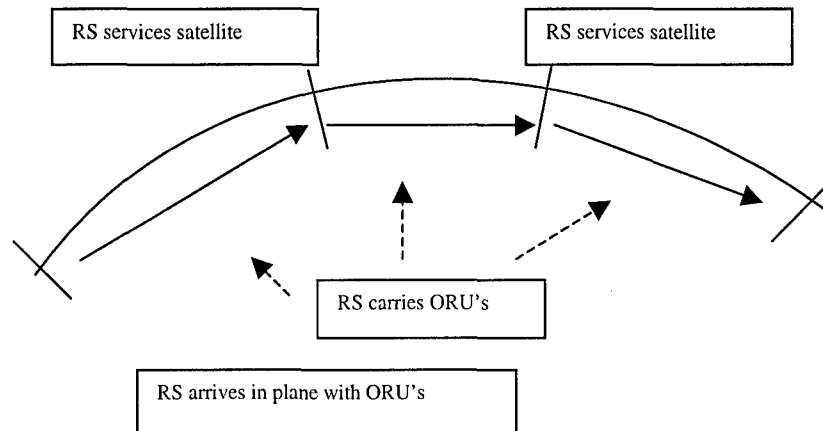 RS services satellite
RS services satellite
RS carries ORU's
RS arrives in plane with ORU's